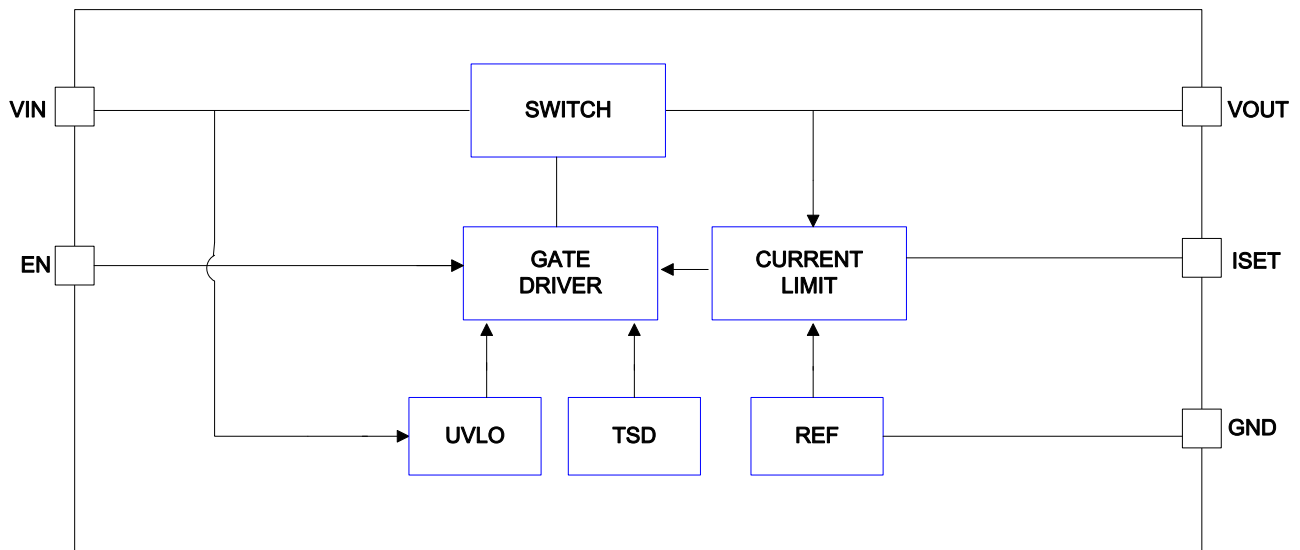 VIN
SWITCH
VOUT
EN
GATE
DRIVER
CURRENT
LIMIT
ISET
UVLO
TSD
REF
GND